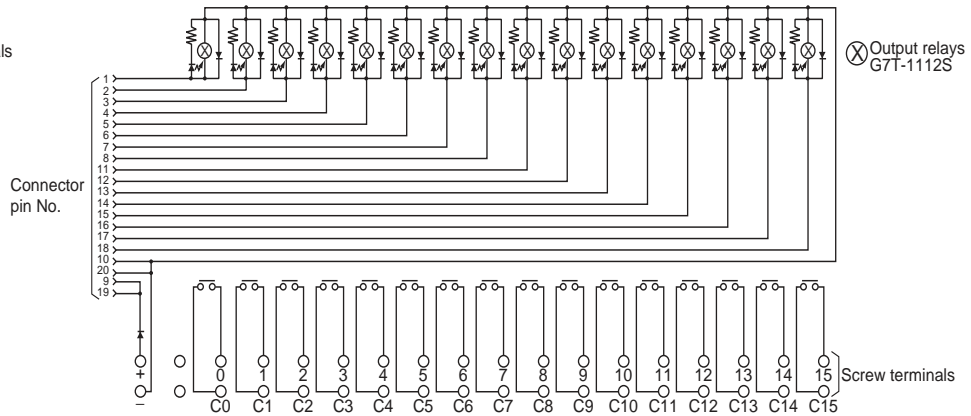 als
Output relays
G7T-1112S
Connector
pin No.
1
2
3
4
5
6
7
8
11
12
13
14
15
16
17
18
10
20
9
19
+ 0 1 2 3 4 5 6 7 8 9 10 11 12 13 14 15
Screw terminals
− C0 C1 C2 C3 C4 C5 C6 C7 C8 C9 C10 C11 C12 C13 C14 C15